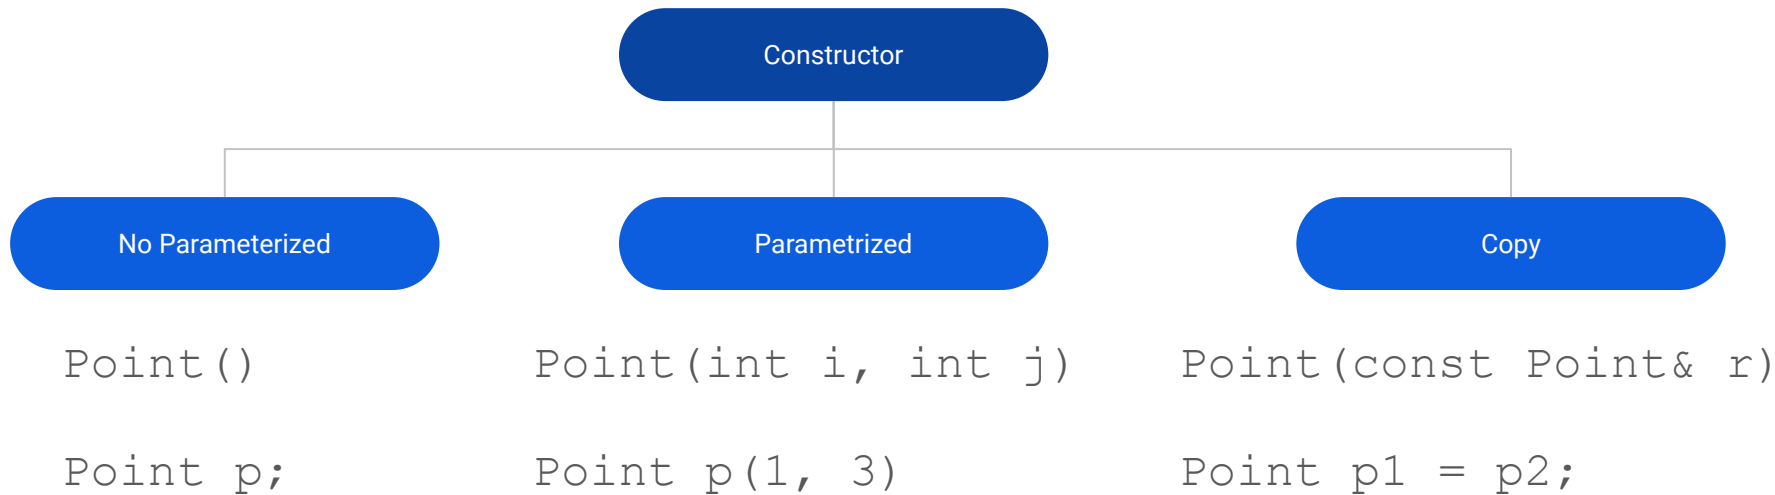 Constructor
No Parameterized
Parametrized
Copy
Point()
Point(int i, int j)
Point(const Point& r)
Point p;
Point p(1, 3)
Point p1 = p2;